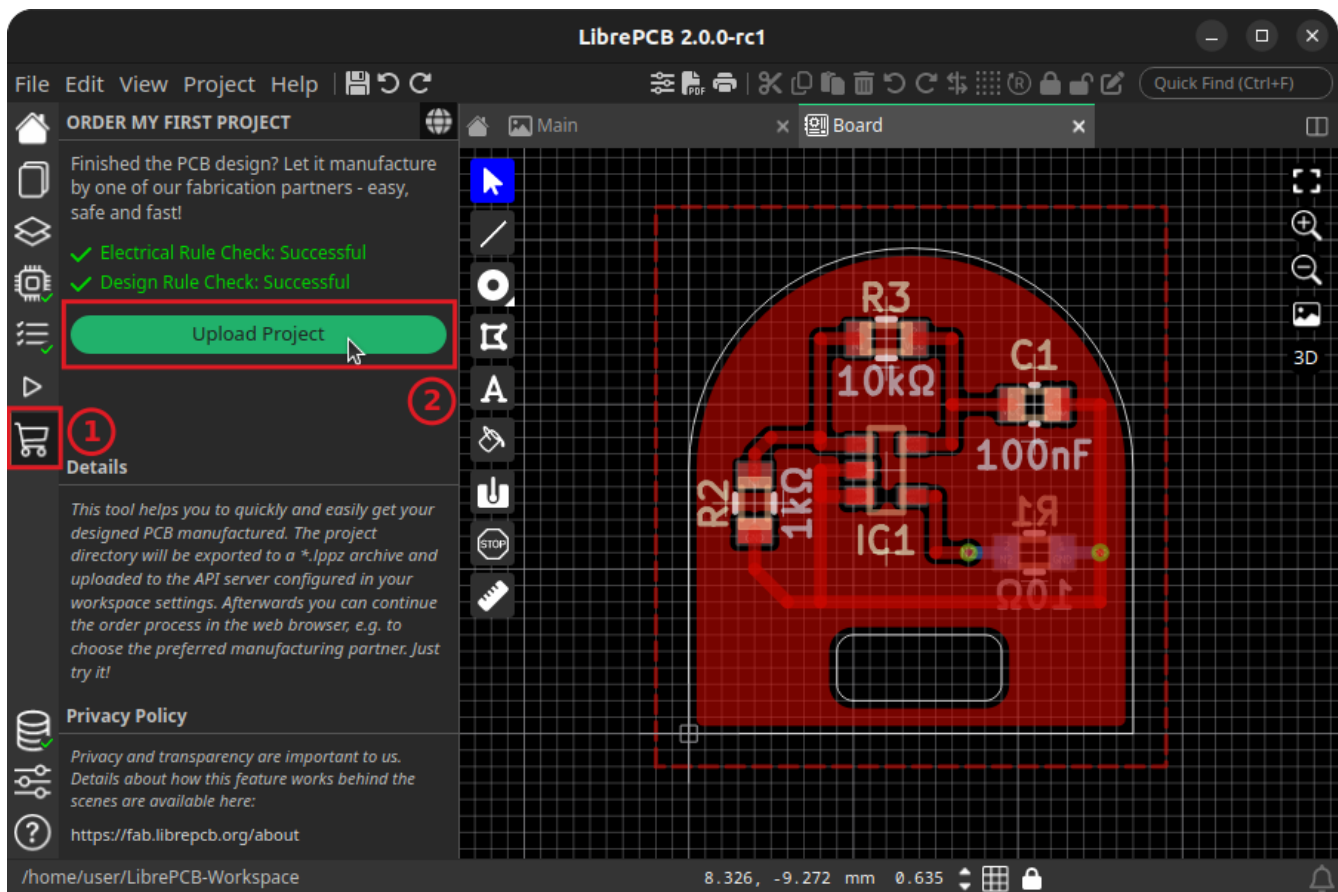 LibrePCB 2.0.0-rc1
File Edit View Project Help
PDF
Quick Find (Ctrl+F)
ORDER MY FIRST PROJECT
Main
Board
Finished the PCB design? Let it manufacture
by one of our fabrication partners - easy,
safe and fast!
Electrical Rule Check: Successful
Design Rule Check: Successful
Upload Project
2
1
Details
This tool helps you to quickly and easily get your
designed PCB manufactured. The project
directory will be exported to a *.lppz archive and
uploaded to the API server configured in your
workspace settings. Afterwards you can continue
the order process in the web browser, e.g. to
choose the preferred manufacturing partner. Just
try it!
Privacy Policy
Privacy and transparency are important to us.
Details about how this feature works behind the
scenes are available here:
https://fab.librepcb.org/about
A
STOP
R3
10kΩ
C1
100nF
R2
1kΩ
IC1
R1
10Ω
3D
/home/user/LibrePCB-Workspace
8.326, -9.272 mm 0.635